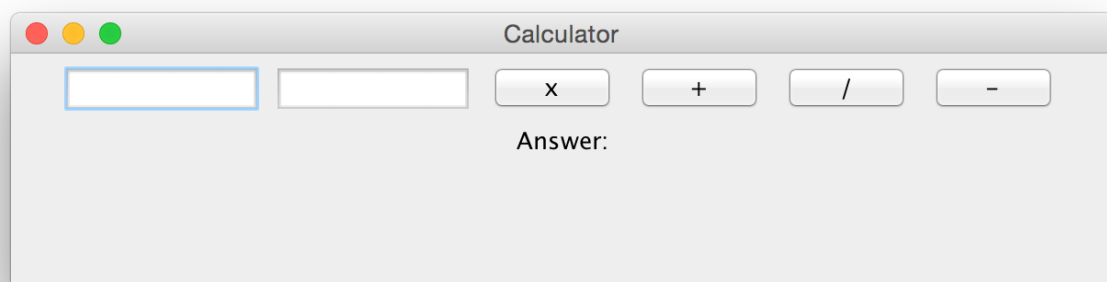 Calculator
x + / -
Answer: